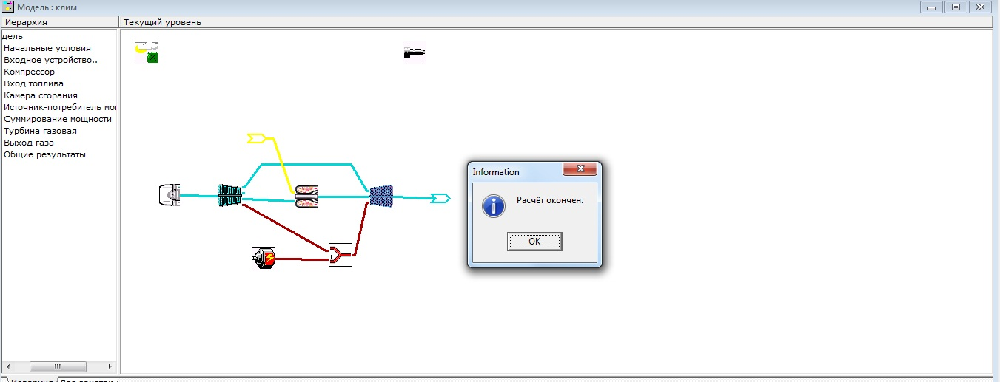 Модель : клим
Иерархия
Текущий уровень
дель
Начальные условия
Входное устройство..
Компрессор
Вход топлива
Камера сгорания
Источник-потребитель мо
Суммирование мощности
Турбина газовая
Выход газа
Общие результаты
1
Information
Расчёт окончен.
OK
Иерархия